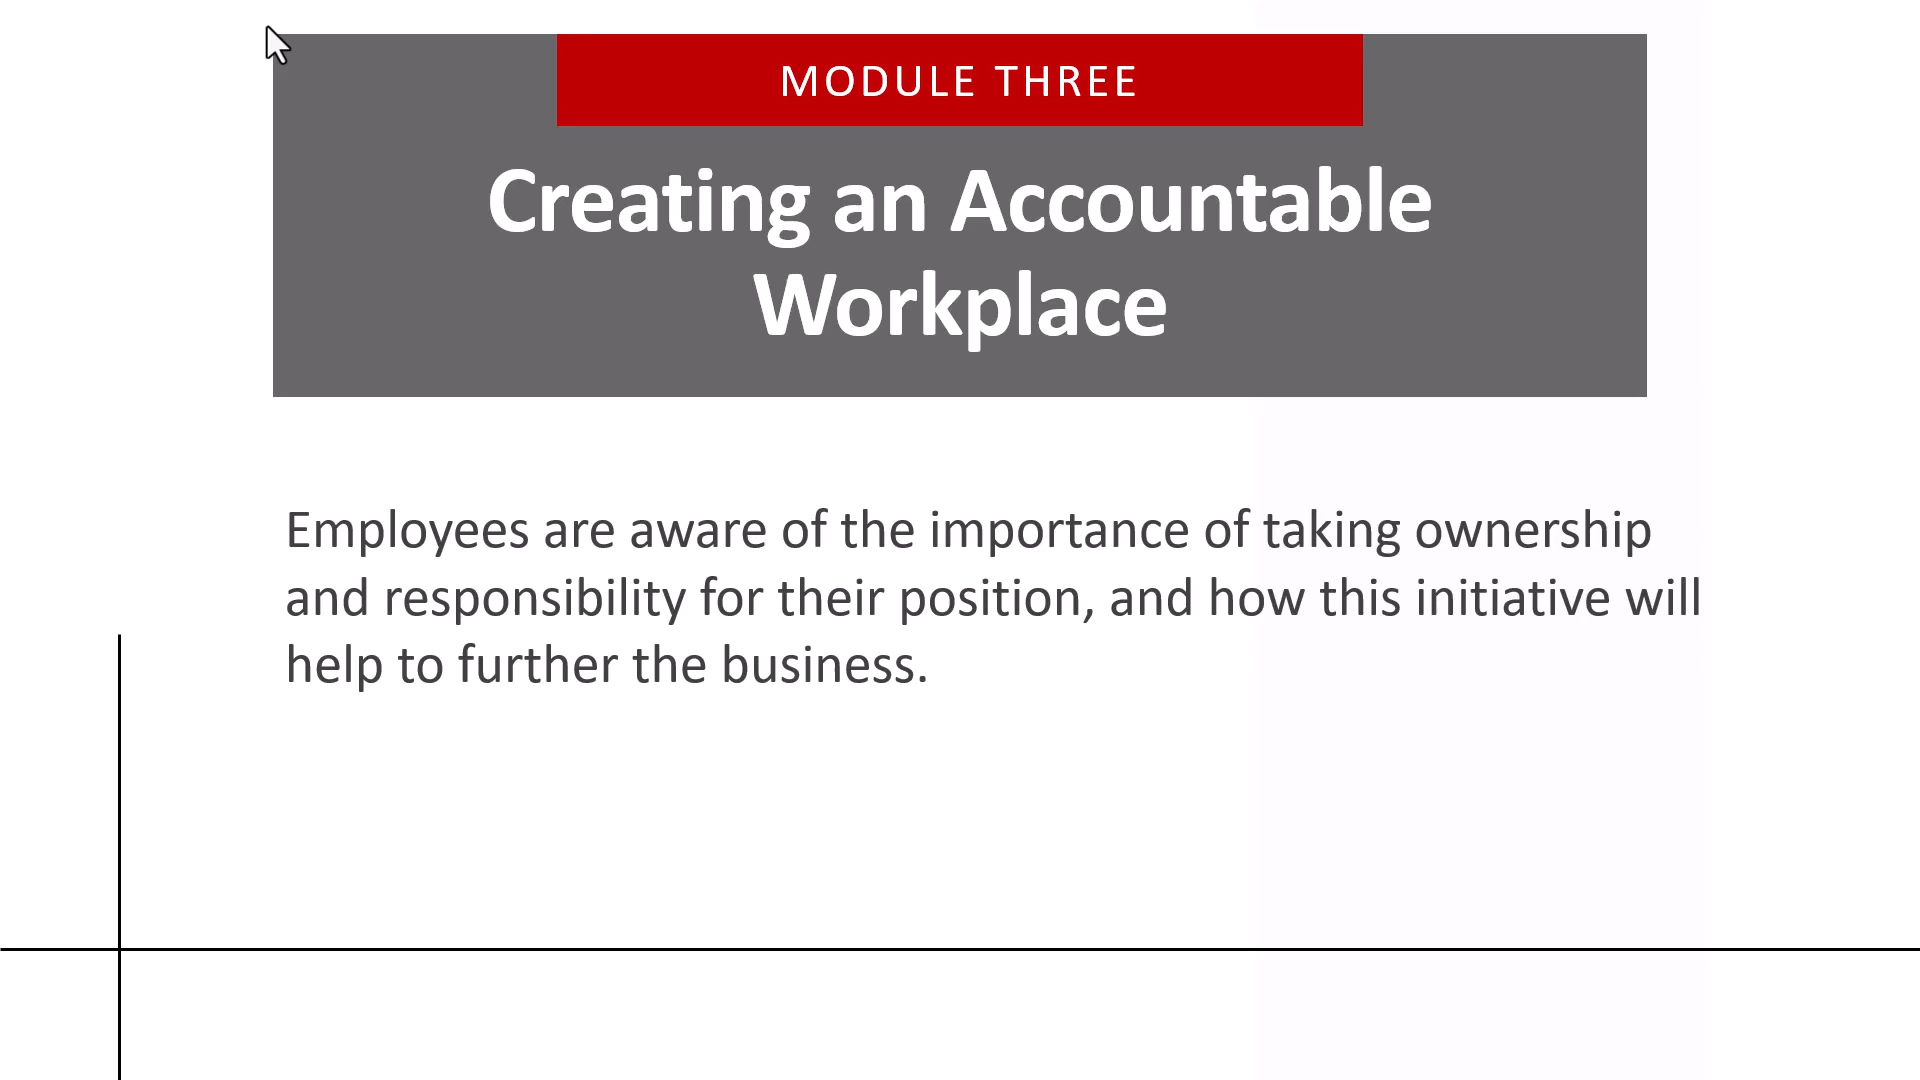 MODULE THREE
Creating an Accountable
Workplace
Employees are aware of the importance of taking ownership
and responsibility for their position, and how this initiative will
help to further the business.